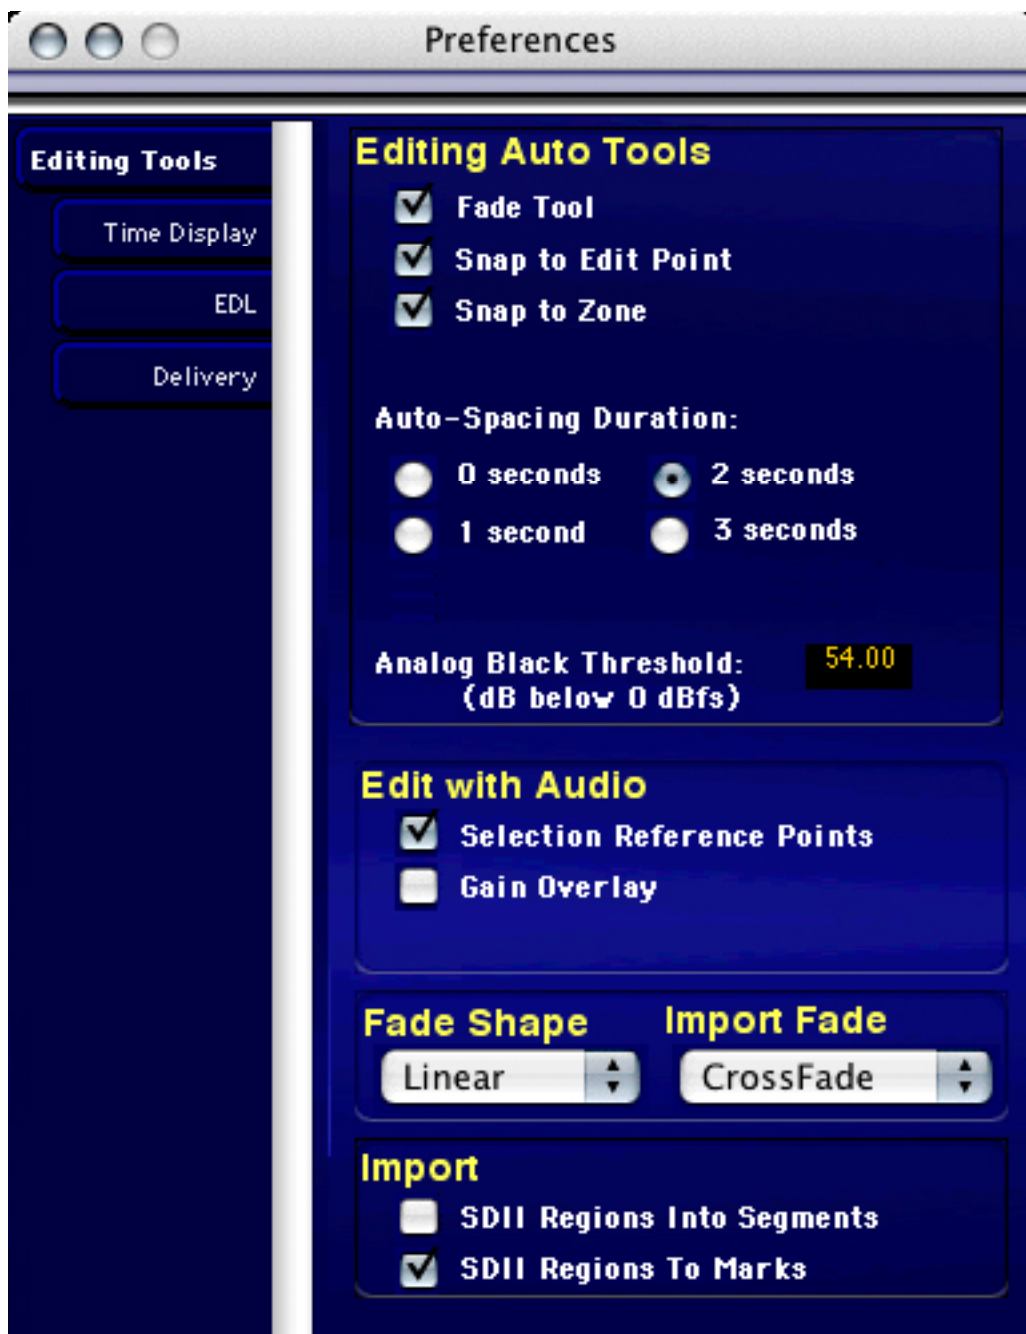 Preferences
Editing Tools
Time Display
EDL
Delivery
Editing Auto Tools
Fade Tool
Snap to Edit Point
Snap to Zone
Auto-Spacing Duration:
0 seconds
2 seconds
1 second
3 seconds
Analog Black Threshold:
54.00
(dB below 0 dBfs)
Edit with Audio
Selection Reference Points
Gain Overlay
Fade Shape
Import Fade
Linear
CrossFade
Import
SDII Regions Into Segments
SDII Regions To Marks